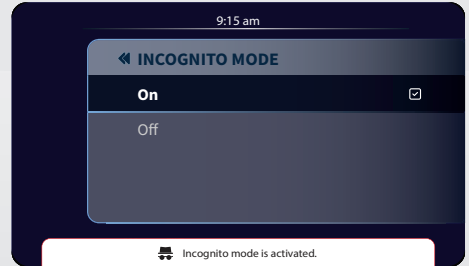 9:15 am
INCOGNITO MODE
On
Off
Incognito mode is activated.